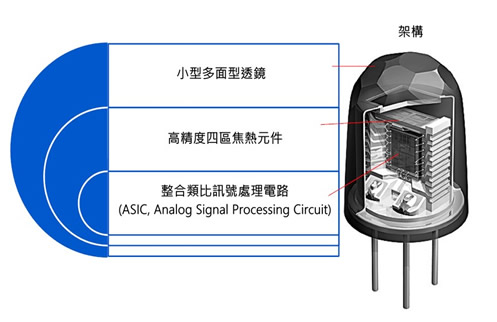 架構
小型多面型透鏡
高精度四區焦熱元件
整合類比訊號處理電路
(ASIC, Analog Signal Processing Circuit)